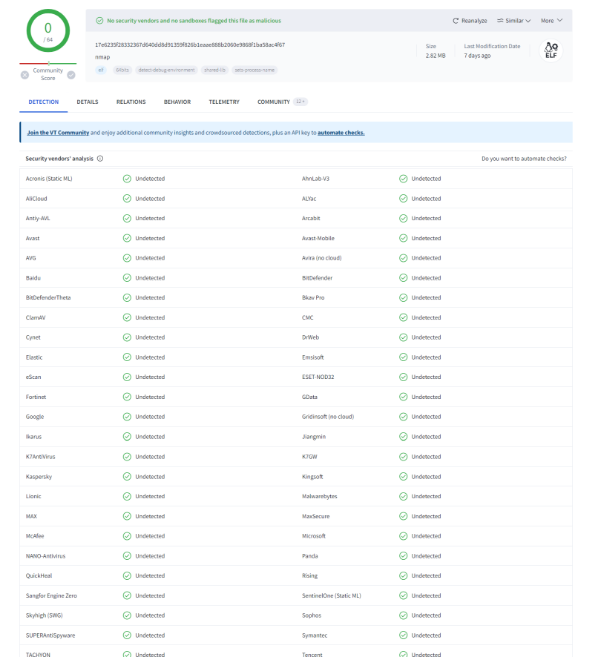 0
/ 64
Community
Score
No security vendors and no sandboxes flagged this file as malicious
Reanalyze
Similar
More
nmap
elf
64bits
detect-debug-environment
shared-lib
sets-process-name
Size
2.82 MB
Last Modification Date
7 days ago
ELF
DETECTION
DETAILS
RELATIONS
BEHAVIOR
TELEMETRY
COMMUNITY
Join the VT Community and enjoy additional community insights and crowdsourced detections, plus an API key to automate checks.
Security vendors' analysis
Do you want to automate checks?
Acronis (Static ML) Undetected AhnLab-V3 Undetected
AliCloud Undetected ALYac Undetected
Antiy-AVL Undetected Arcabit Undetected
Avast Undetected Avast-Mobile Undetected
AVG Undetected Avira (no cloud) Undetected
Baidu Undetected BitDefender Undetected
BitDefenderTheta Undetected Bkav Pro Undetected
ClamAV Undetected CMC Undetected
Cynet Undetected DrWeb Undetected
Elastic Undetected Emsisoft Undetected
eScan Undetected ESET-NOD32 Undetected
Fortinet Undetected GData Undetected
Google Undetected Gridinsoft (no cloud) Undetected
Ikarus Undetected Jiangmin Undetected
K7AntiVirus Undetected K7GW Undetected
Kaspersky Undetected Kingsoft Undetected
Lionic Undetected Malwarebytes Undetected
MAX Undetected MaxSecure Undetected
McAfee Undetected Microsoft Undetected
NANO-Antivirus Undetected Panda Undetected
QuickHeal Undetected Rising Undetected
Sangfor Engine Zero Undetected SentinelOne (Static ML) Undetected
Skyhigh (SWG) Undetected Sophos Undetected
SUPERAntiSpyware Undetected Symantec Undetected
TACHYON Undetected Tencent Undetected